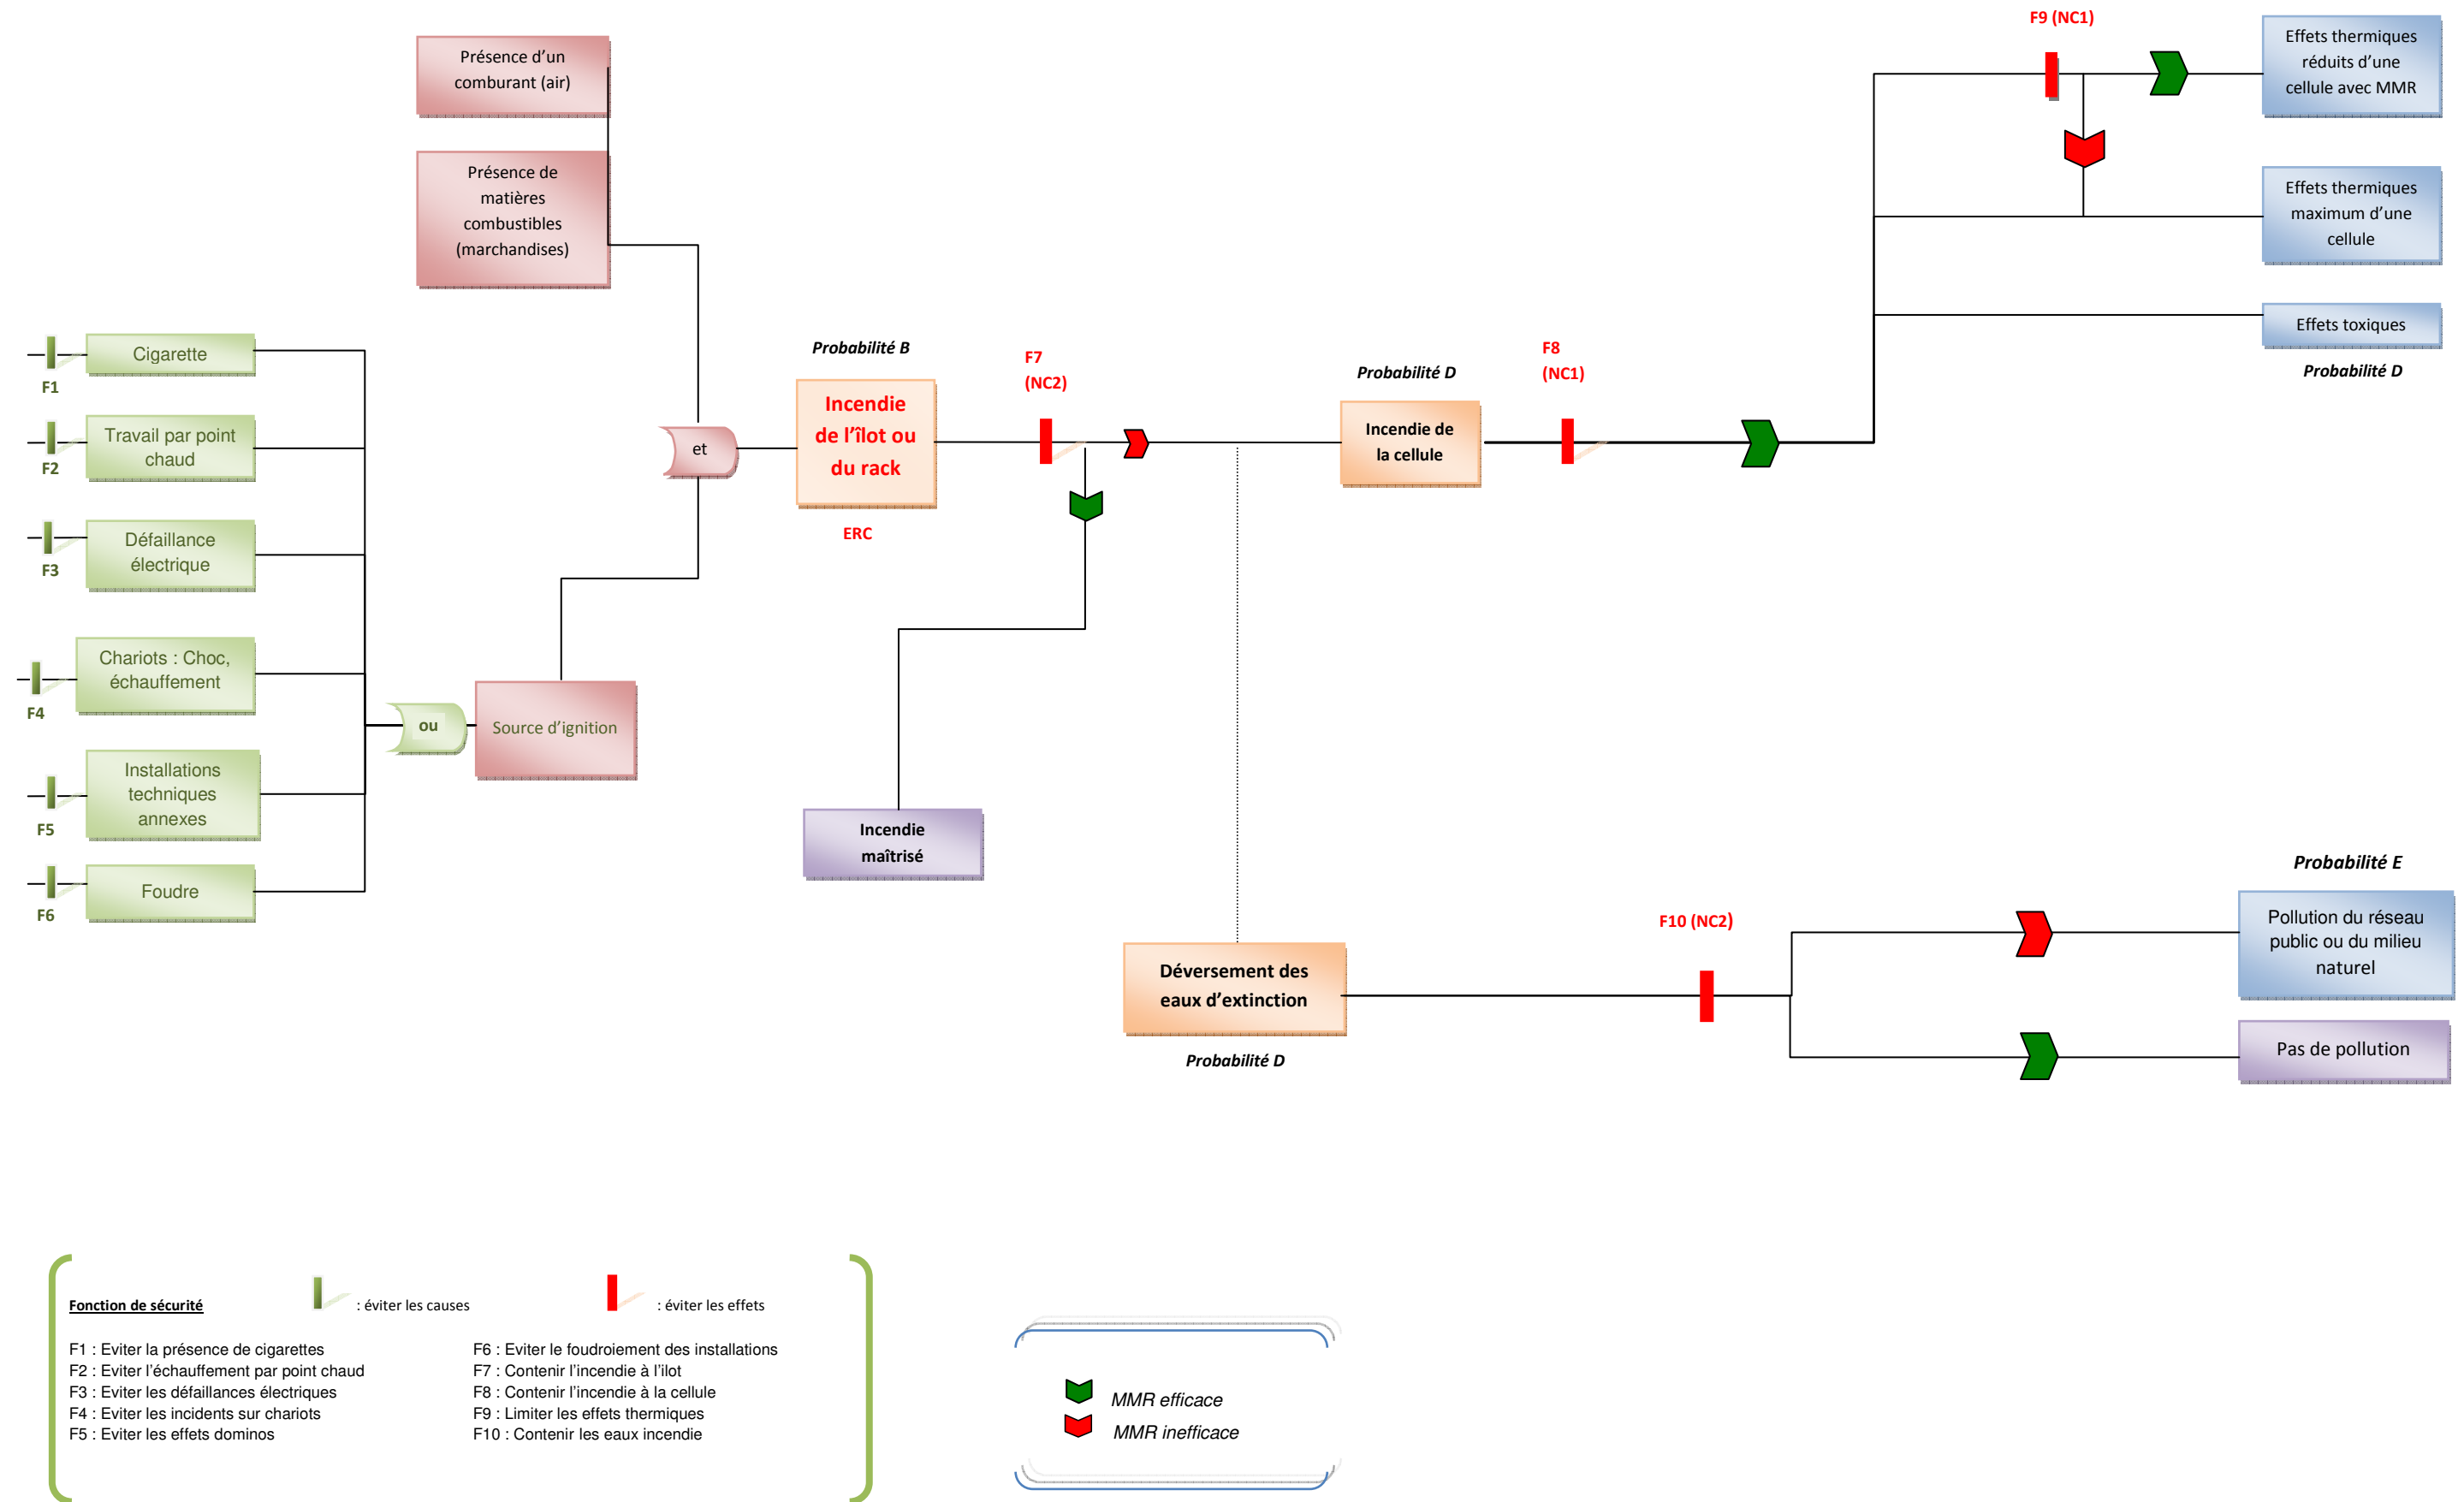 F9 (NC1)
Effets thermiques
réduits d'une
cellule avec MMR
Présence d'un
comburant (air)
Présence de
matières
combustibles
(marchandises)
Effets thermiques
maximum d'une
cellule
Effets toxiques
Probabilité D
Cigarette
F1
Travail par point
chaud
F2
Défaillance
électrique
F3
Chariots : Choc,
échauffement
F4
Installations
techniques
annexes
F5
Foudre
F6
ou
Source d'ignition
et
Probabilité B
Incendie
de l'îlot ou
du rack
ERC
F7
(NC2)
Probabilité D
Incendie de
la cellule
F8
(NC1)
Incendie
maîtrisé
Déversement des
eaux d'extinction
Probabilité D
F10 (NC2)
Probabilité E
Pollution du réseau
public ou du milieu
naturel
Pas de pollution
Fonction de sécurité
: éviter les causes
: éviter les effets
F1 : Eviter la présence de cigarettes
F2 : Eviter l'échauffement par point chaud
F3 : Eviter les défaillances électriques
F4 : Eviter les incidents sur chariots
F5 : Eviter les effets dominos
F6 : Eviter le foudroiement des installations
F7 : Contenir l'incendie à l'ilot
F8 : Contenir l'incendie à la cellule
F9 : Limiter les effets thermiques
F10 : Contenir les eaux incendie
MMR efficace
MMR inefficace